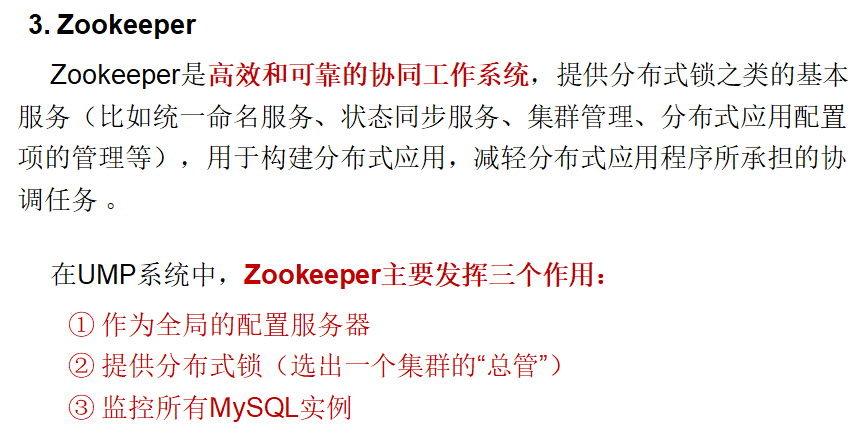 3. Zookeeper
Zookeeper是高效和可靠的协同工作系统，提供分布式锁之类的基本
服务（比如统一命名服务、状态同步服务、集群管理、分布式应用配置
项的管理等），用于构建分布式应用，减轻分布式应用程序所承担的协
调任务 。
在UMP系统中，Zookeeper主要发挥三个作用：
① 作为全局的配置服务器
② 提供分布式锁（选出一个集群的“总管”）
③ 监控所有MySQL实例